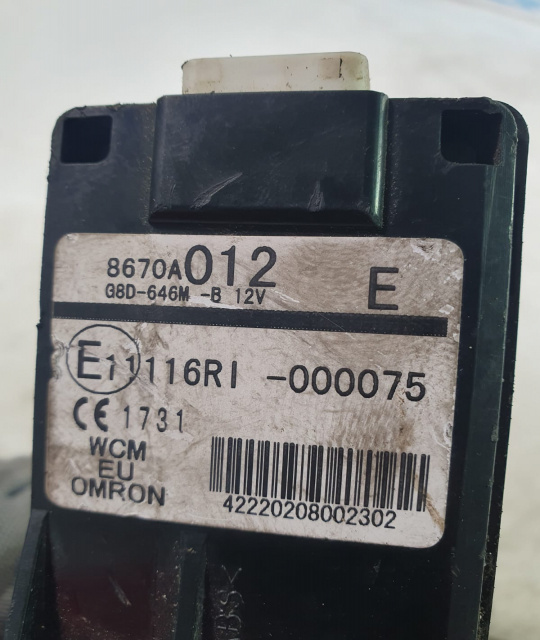 8670A012
G8D-646M -B 12V
E
E11 116RI -000075
CE 1731
WCM
EU
OMRON
42220208002302